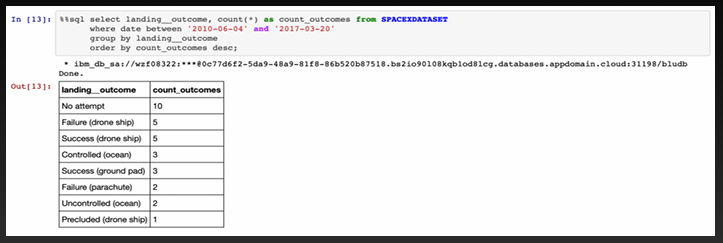 In [13]: %%sql select landing__outcome, count(*) as count_outcomes from SPACEXDATASET
where date between '2010-06-04' and '2017-03-20'
group by landing__outcome
order by count_outcomes desc;
* ibm_db_sa://wzf08322:***@0c77d6f2-5da9-48a9-81f8-86b520b87518.bs2io90l08kqb1od8lcg.databases.appdomain.cloud:31198/bludb
Done.
Out[13]:
landing__outcome count_outcomes
No attempt 10
Failure (drone ship) 5
Success (drone ship) 5
Controlled (ocean) 3
Success (ground pad) 3
Failure (parachute) 2
Uncontrolled (ocean) 2
Precluded (drone ship) 1